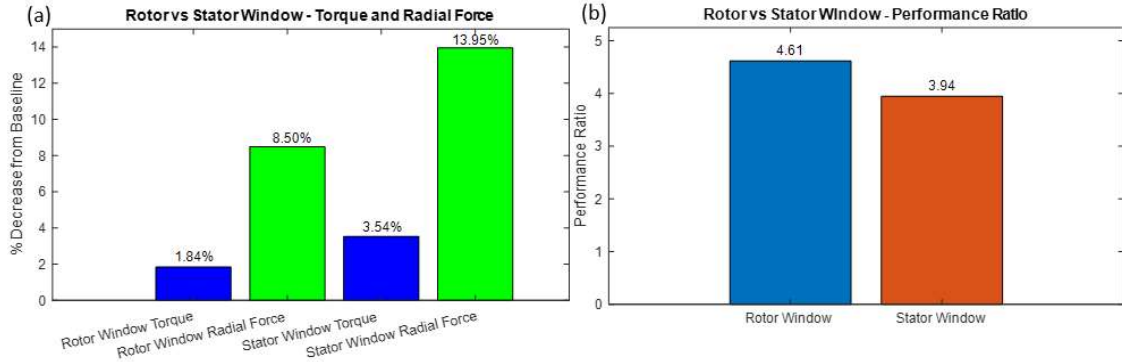 (a)
Rotor vs Stator Window - Torque and Radial Force
% Decrease from Baseline
14
12
10
8
6
4
2
0
1.84%
8.50%
3.54%
13.95%
Rotor Window Torque
Rotor Window Radial Force
Stator Window Torque
Stator Window Radial Force
(b)
Rotor vs Stator Window - Performance Ratio
Performance Ratio
5
4
3
2
1
0
4.61
3.94
Rotor Window
Stator Window